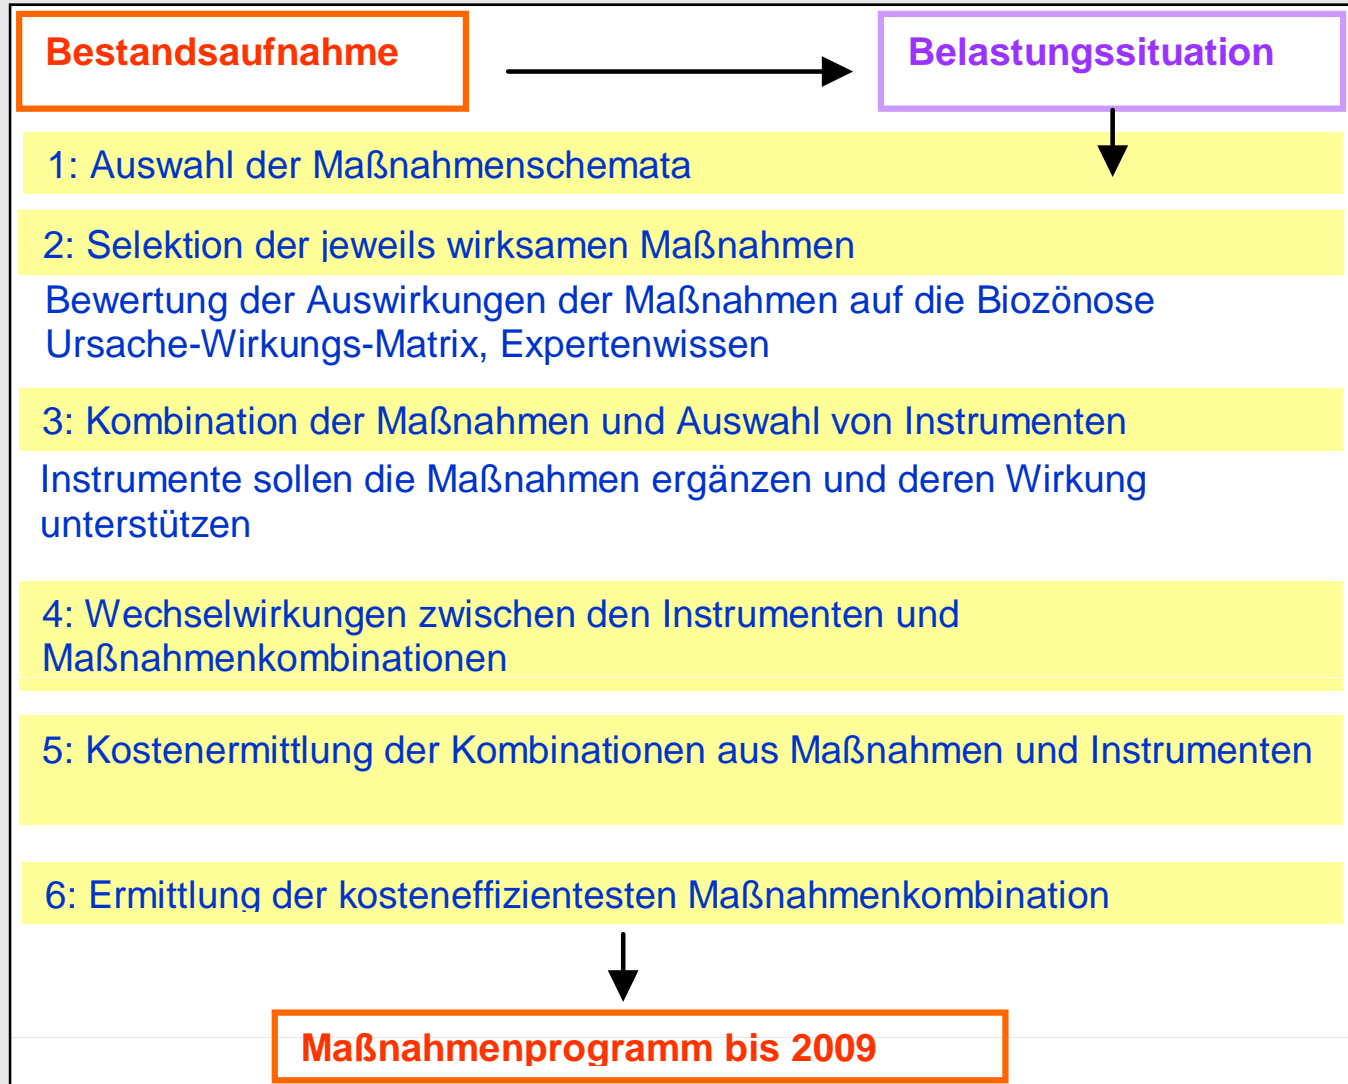 Bestandsaufnahme
Belastungssituation
1: Auswahl der Maßnahmenschemata
2: Selektion der jeweils wirksamen Maßnahmen
Bewertung der Auswirkungen der Maßnahmen auf die Biozönose
Ursache-Wirkungs-Matrix, Expertenwissen
3: Kombination der Maßnahmen und Auswahl von Instrumenten
Instrumente sollen die Maßnahmen ergänzen und deren Wirkung
unterstützen
4: Wechselwirkungen zwischen den Instrumenten und
Maßnahmenkombinationen
5: Kostenermittlung der Kombinationen aus Maßnahmen und Instrumenten
6: Ermittlung der kosteneffizientesten Maßnahmenkombination
Maßnahmenprogramm bis 2009